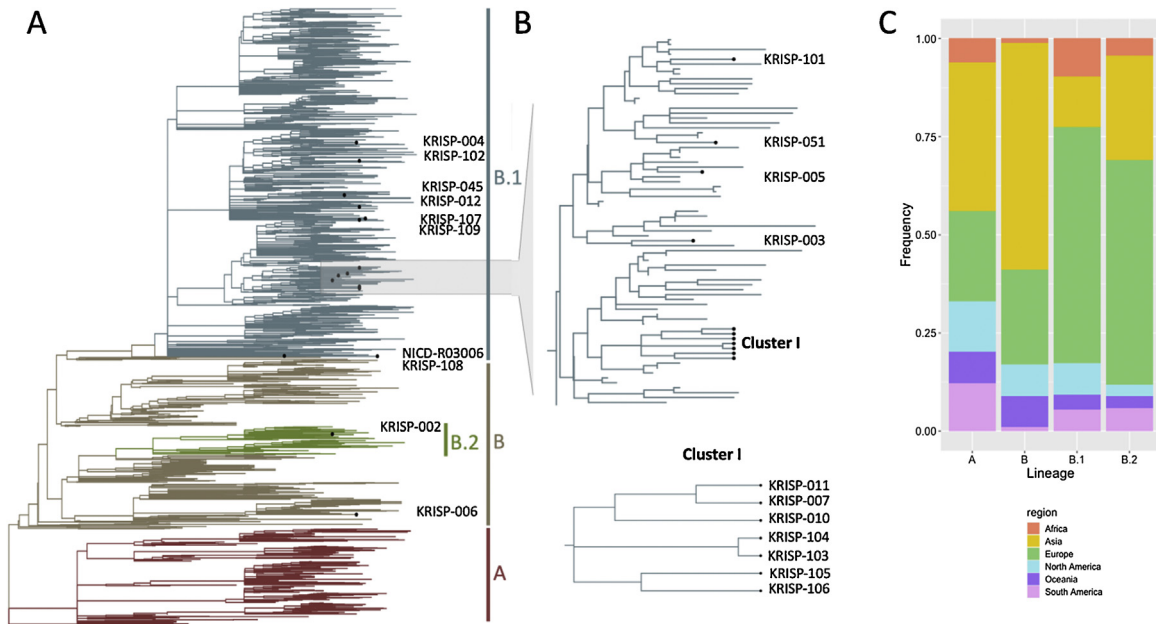 A
B
C
KRISP-004
KRISP-102
KRISP-045
KRISP-012
KRISP-107
KRISP-109
B.1
NICD-R03006
KRISP-108
KRISP-002
B.2
B
KRISP-006
A
KRISP-101
KRISP-051
KRISP-005
KRISP-003
Cluster I
Cluster I
KRISP-011
KRISP-007
KRISP-010
KRISP-104
KRISP-103
KRISP-105
KRISP-106
1.00
0.75
0.50
0.25
0.00
Frequency
A B B.1 B.2
Lineage
region
Africa
Asia
Europe
North America
Oceania
South America